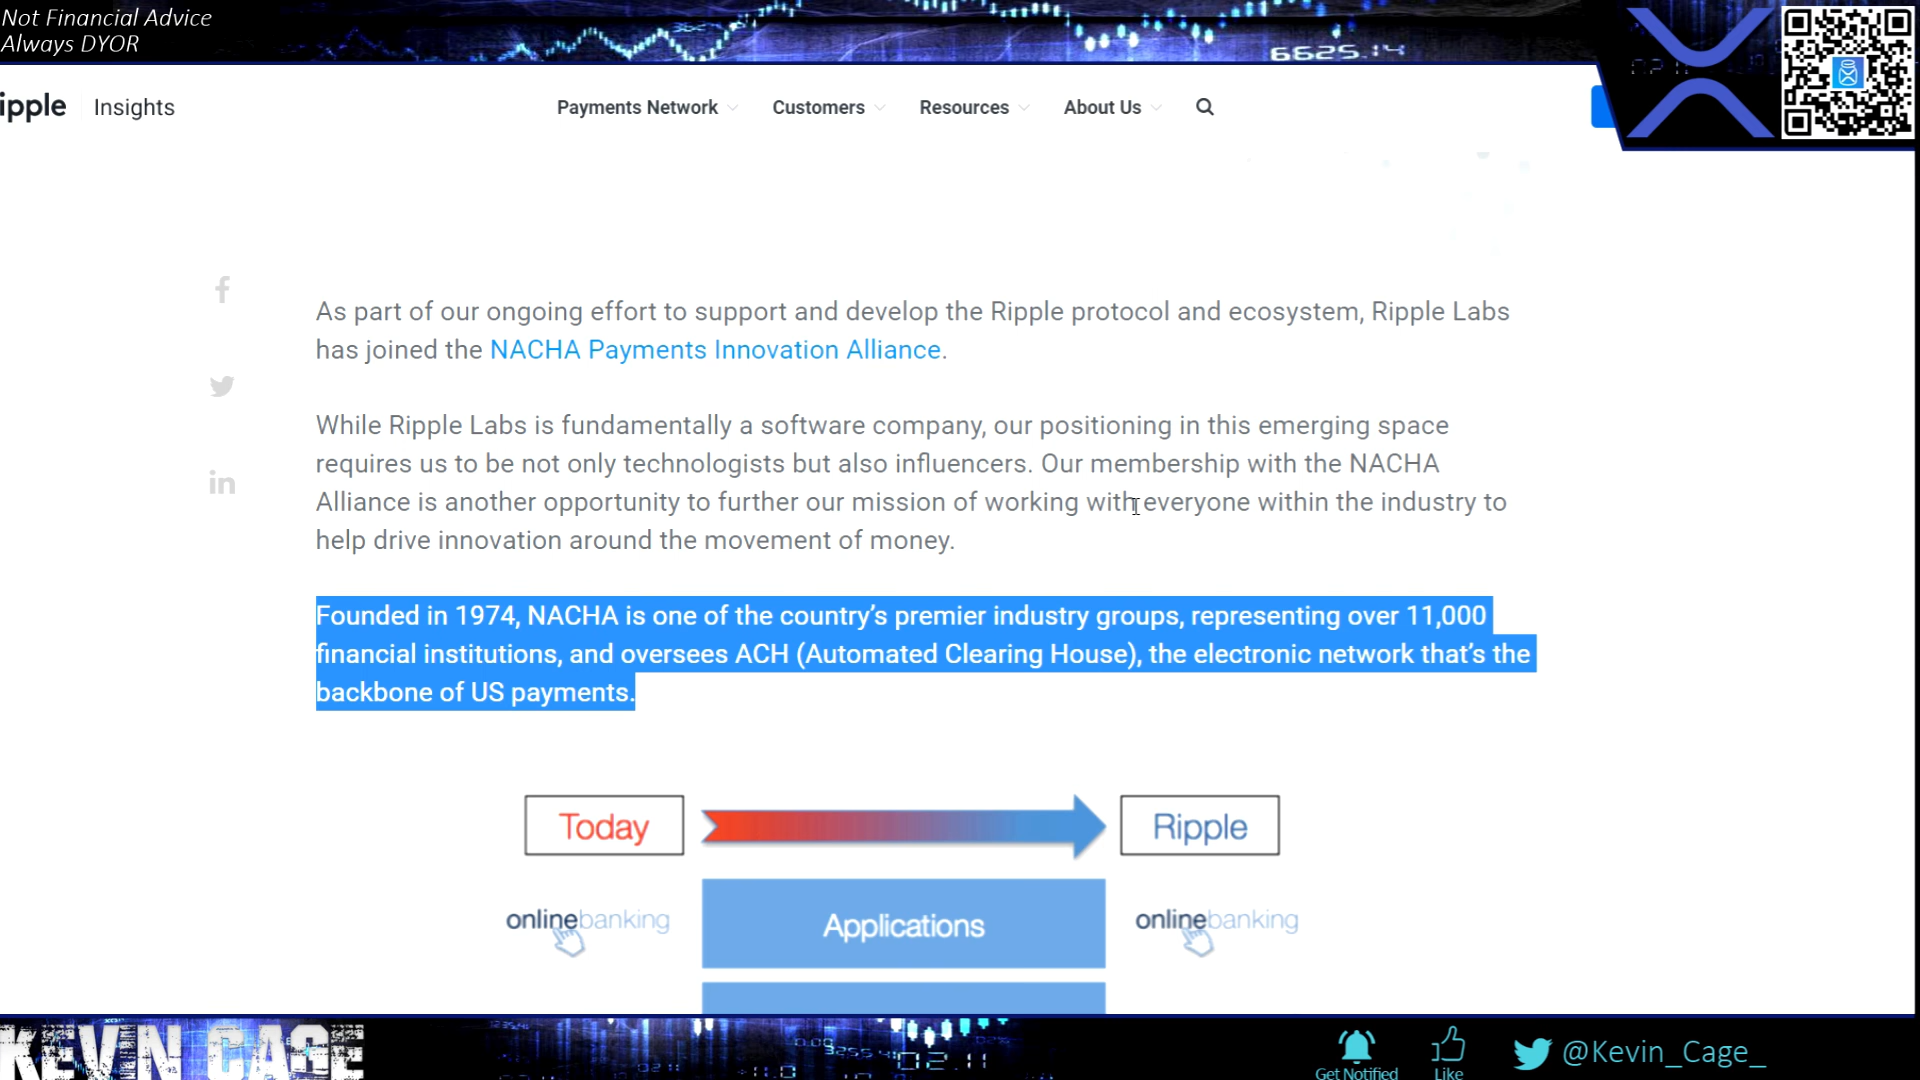 Not Financial Advice
Always DYOR
6625.14
ipple Insights
Payments Network Customers Resources About Us
As part of our ongoing effort to support and develop the Ripple protocol and ecosystem, Ripple Labs
has joined the NACHA Payments Innovation Alliance.
While Ripple Labs is fundamentally a software company, our positioning in this emerging space
requires us to be not only technologists but also influencers. Our membership with the NACHA
Alliance is another opportunity to further our mission of working with everyone within the industry to
help drive innovation around the movement of money.
Founded in 1974, NACHA is one of the country’s premier industry groups, representing over 11,000
financial institutions, and oversees ACH (Automated Clearing House), the electronic network that’s the
backbone of US payments.
Today Ripple
onlinebanking Applications onlinebanking
KEVIN CAGE
02.11
Get Notified Like @Kevin_Cage_